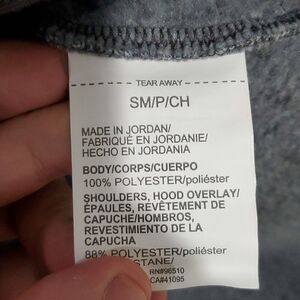 TEAR AWAY
SM/P/CH
MADE IN JORDAN/
FABRIQUÉ EN JORDANIE/
HECHO EN JORDANIA
BODY/CORPS/CUERPO
100% POLYESTER/poliéster
SHOULDERS, HOOD OVERLAY/
ÉPAULES, REVÊTEMENT DE
CAPUCHE/HOMBROS,
REVESTIMIENTO DE LA
CAPUCHA
88% POLYESTER/poliéster
STANE/
RN#96510
CA#41095